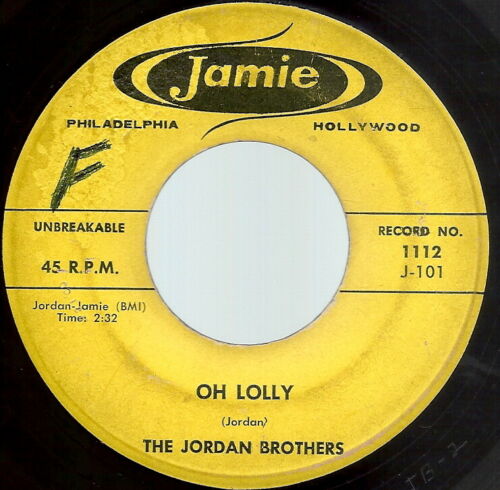 Jamie
PHILADELPHIA HOLLYWOOD
F
UNBREAKABLE
RECORD NO.
1112
45 R.P.M.
J-101
Jordan-Jamie (BMI)
Time: 2:32
OH LOLLY
(Jordan)
THE JORDAN BROTHERS